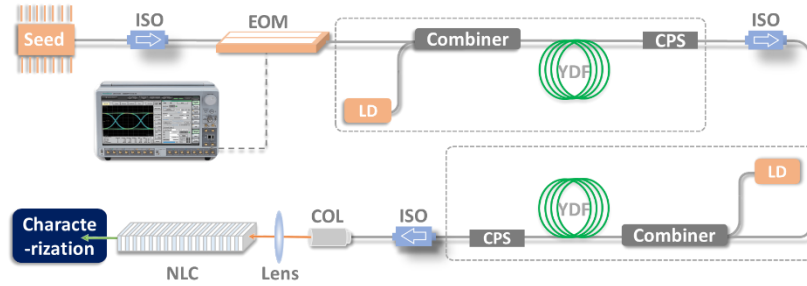 Seed
ISO
EOM
Combiner
YDF
CPS
ISO
LD
LD
Characte
-rization
NLC
Lens
COL
ISO
CPS
YDF
Combiner